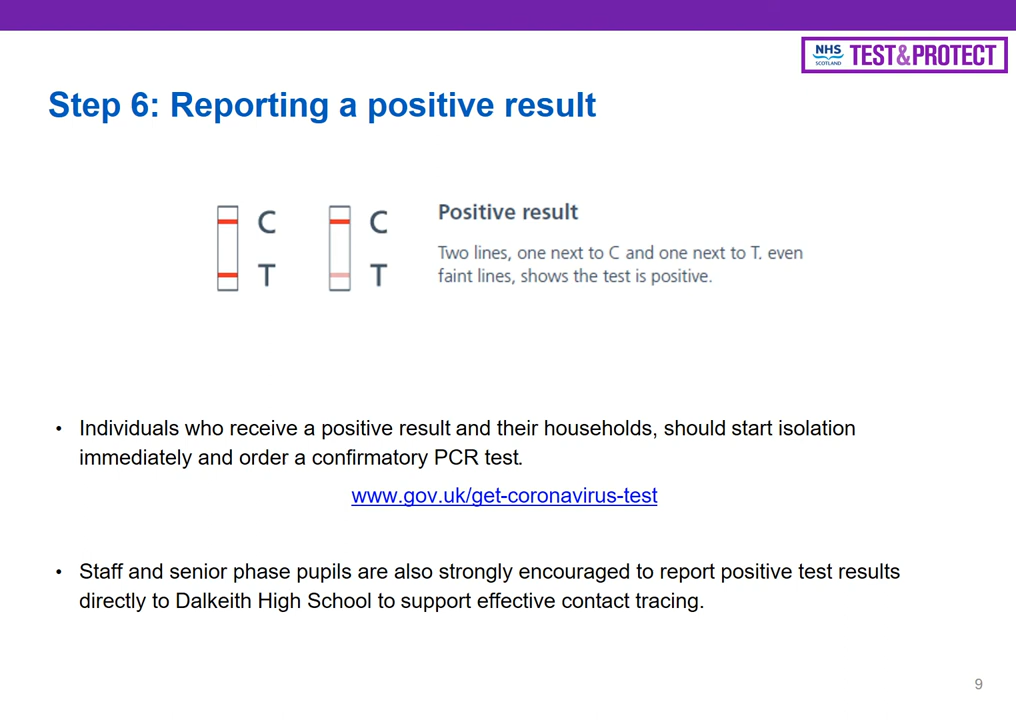 NHS
SCOTLAND
TEST&PROTECT
Step 6: Reporting a positive result
C
C
T
T
Positive result
Two lines, one next to C and one next to T. even
faint lines, shows the test is positive.
• Individuals who receive a positive result and their households, should start isolation
immediately and order a confirmatory PCR test.
www.gov.uk/get-coronavirus-test
• Staff and senior phase pupils are also strongly encouraged to report positive test results
directly to Dalkeith High School to support effective contact tracing.
9